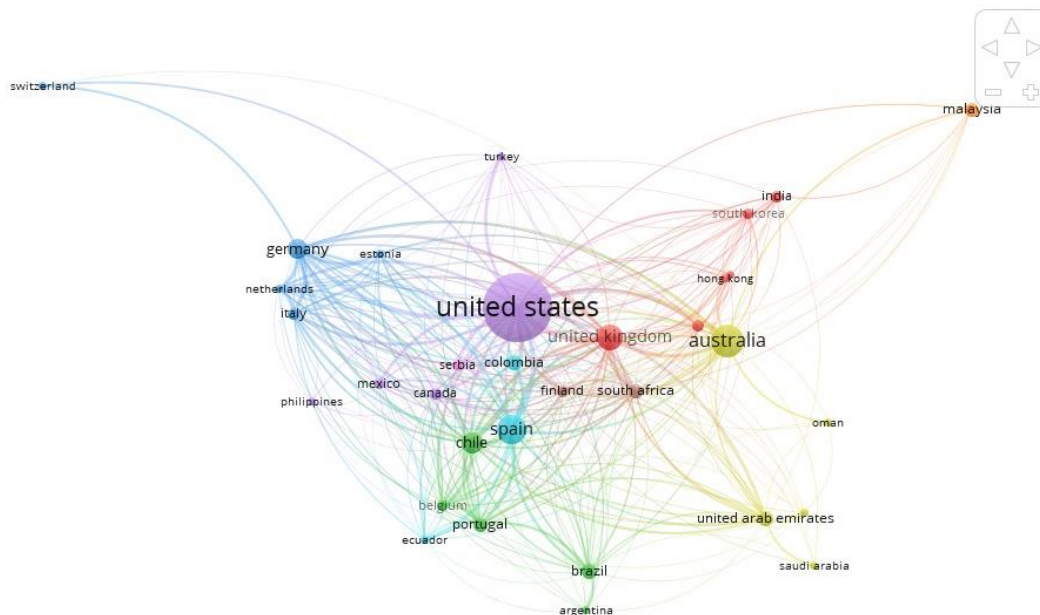 switzerland
malaysia
turkey
india
south korea
germany
estonia
hong kong
netherlands
united states
italy
united kingdom
australia
colombia
serbia
mexico
canada
finland
south africa
philippines
oman
spain
chile
belgium
united arab emirates
portugal
ecuador
saudi arabia
brazil
argentina